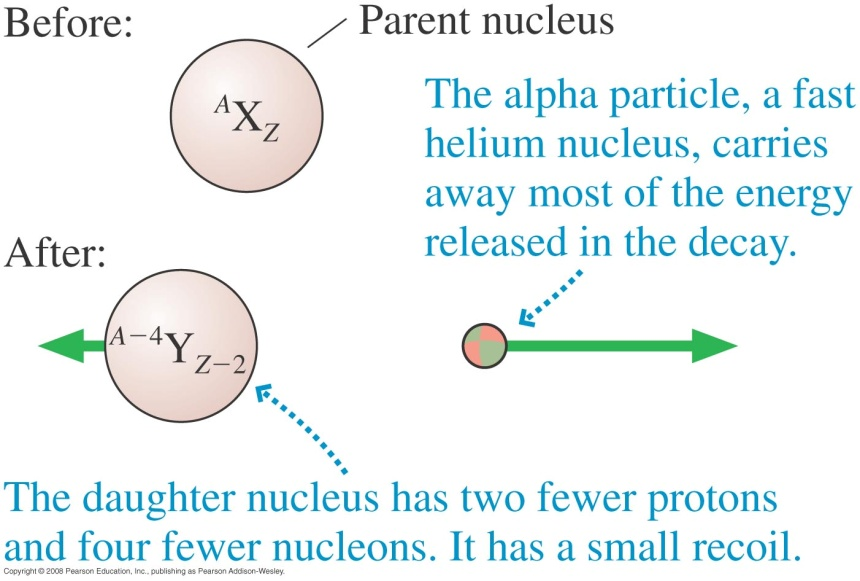 Before:
Parent nucleus
ᴬX_Z
The alpha particle, a fast
helium nucleus, carries
away most of the energy
released in the decay.
After:
ᴬ⁻⁴Y_Z−2
The daughter nucleus has two fewer protons
and four fewer nucleons. It has a small recoil.
Copyright © 2008 Pearson Education, Inc., publishing as Pearson Addison-Wesley.